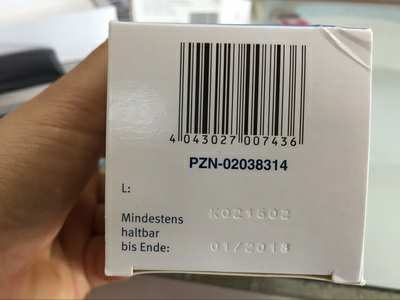 4 043027 007436
PZN-02038314
L: K021602
Mindestens
haltbar
bis Ende: 01/2018